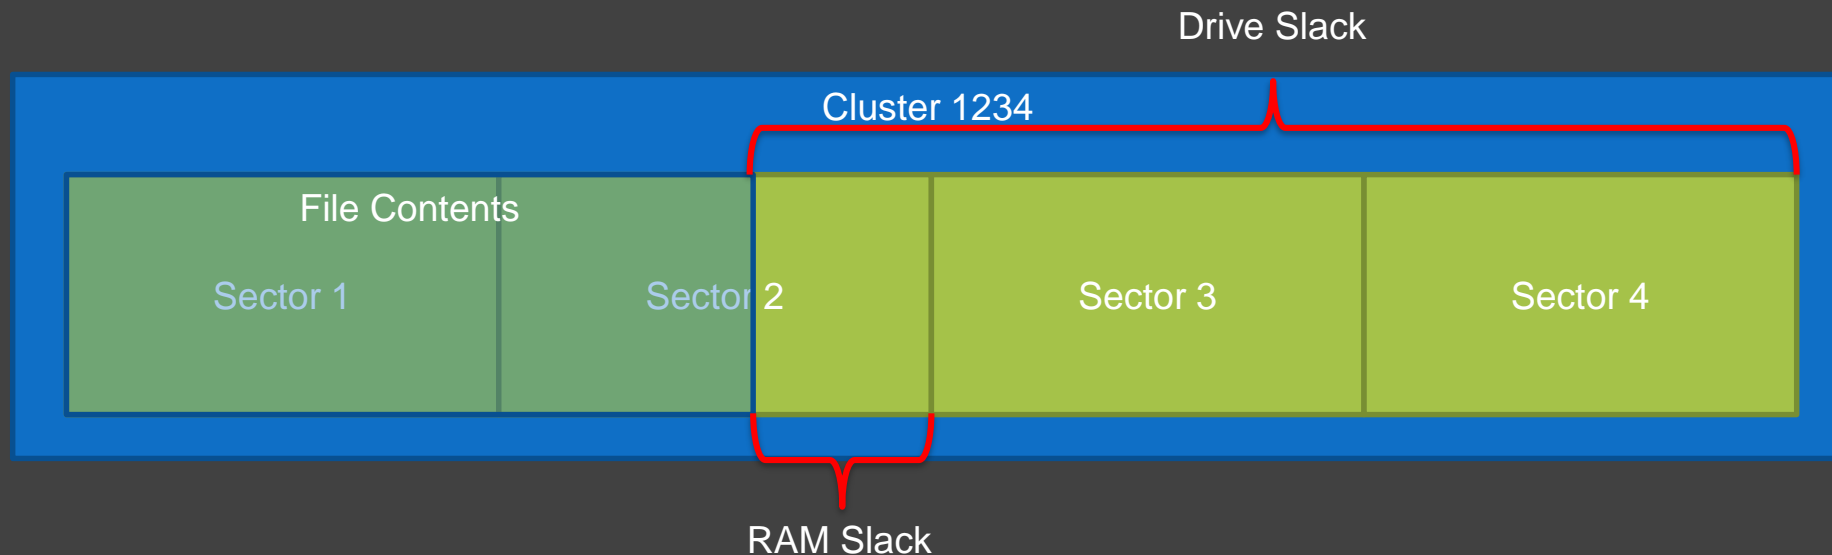 Drive Slack
Cluster 1234
File Contents
Sector 1
Sector 2
Sector 3
Sector 4
RAM Slack